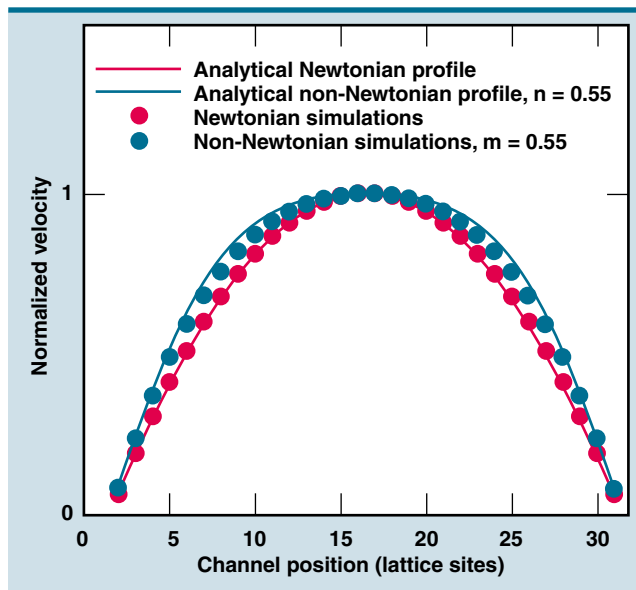 Analytical Newtonian profile
Analytical non-Newtonian profile, n = 0.55
Newtonian simulations
Non-Newtonian simulations, m = 0.55
1
Normalized velocity
0
0 5 10 15 20 25 30
Channel position (lattice sites)